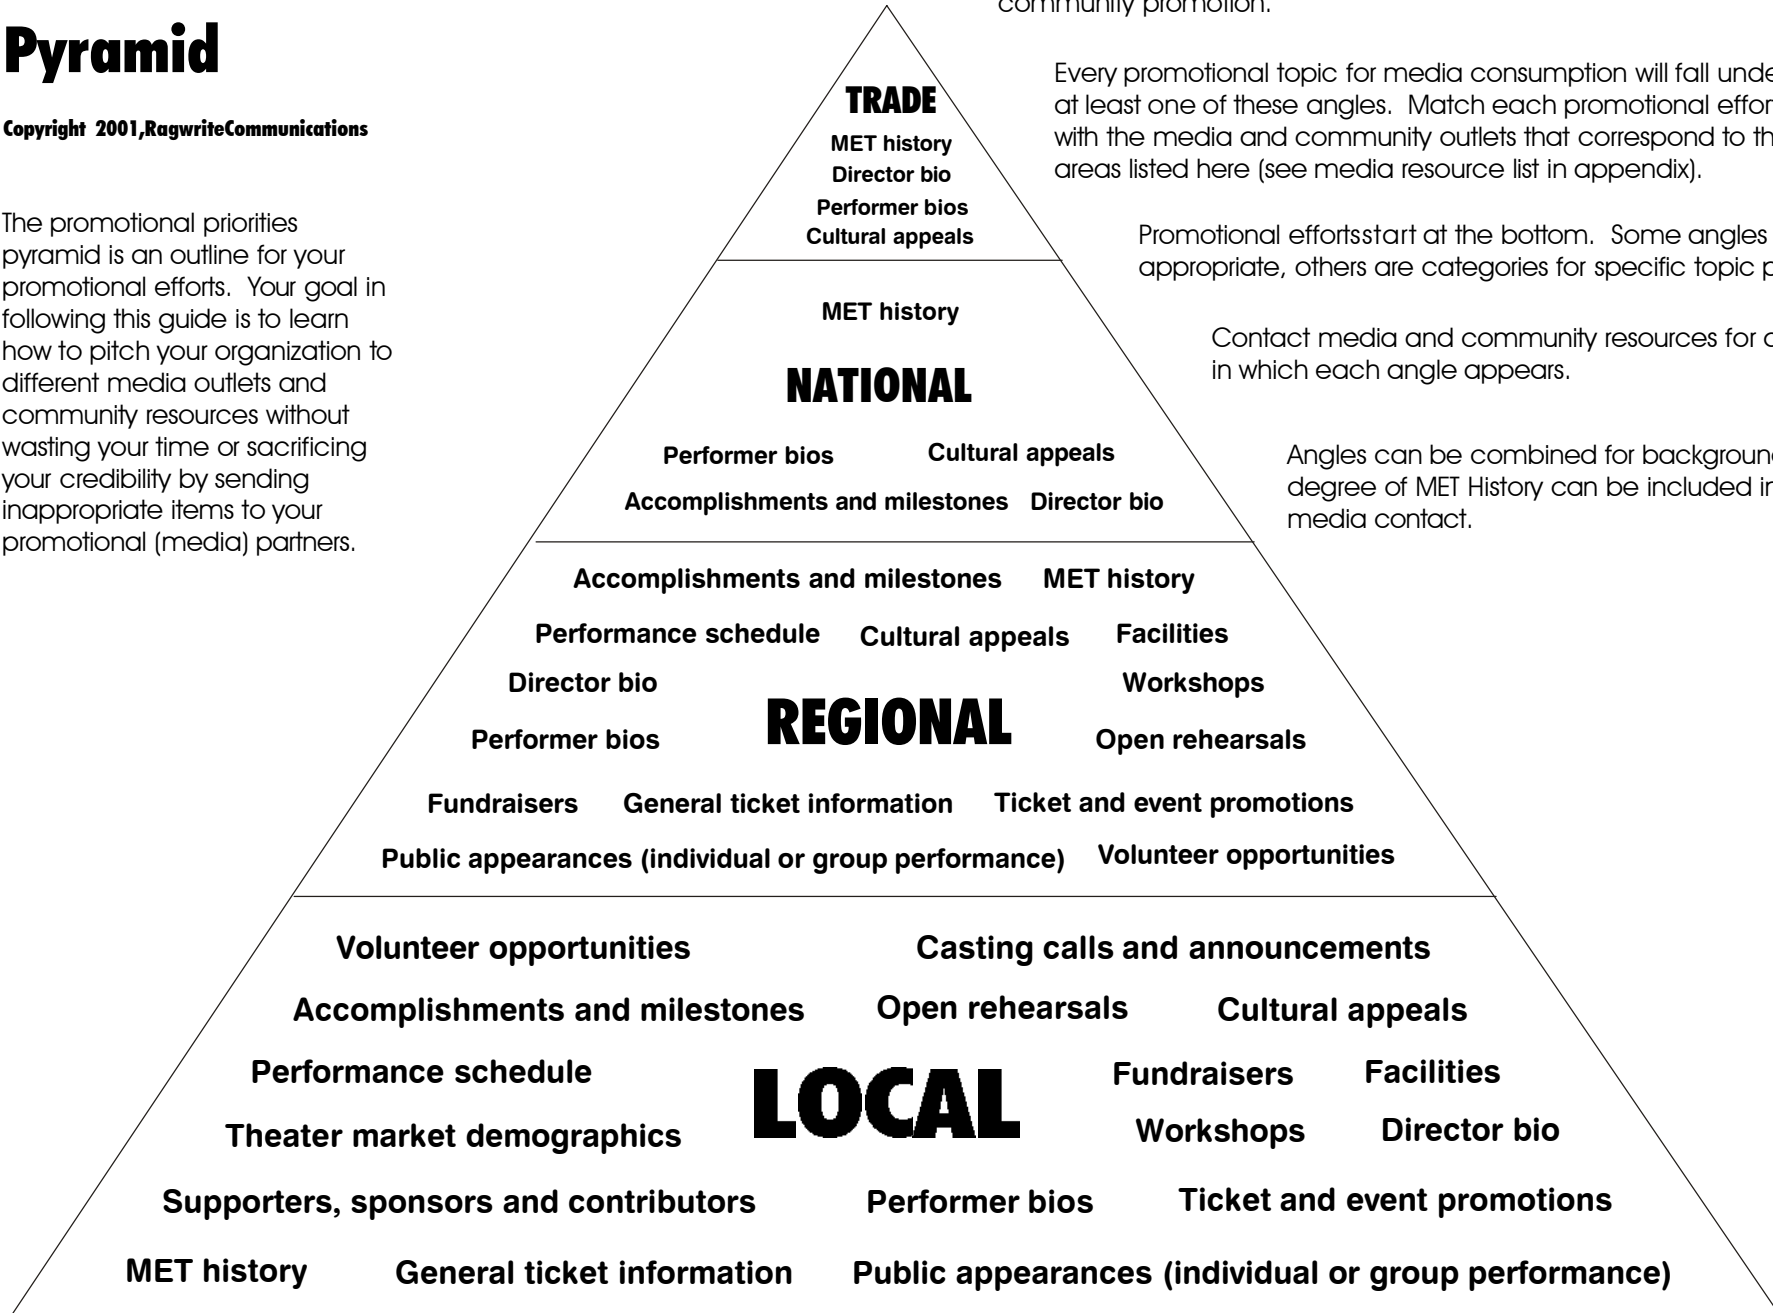 Pyramid
Copyright 2001,RagwriteCommunications
The promotional priorities
pyramid is an outline for your
promotional efforts. Your goal in
following this guide is to learn
how to pitch your organization to
different media outlets and
community resources without
wasting your time or sacrificing
your credibility by sending
inappropriate items to your
promotional (media) partners.
community promotion.
Every promotional topic for media consumption will fall unde
at least one of these angles. Match each promotional effor
with the media and community outlets that correspond to th
areas listed here (see media resource list in appendix).
Promotional effortsstart at the bottom. Some angles
appropriate, others are categories for specific topic p
Contact media and community resources for
in which each angle appears.
Angles can be combined for backgroun
degree of MET History can be included in
media contact.
TRADE
MET history
Director bio
Performer bios
Cultural appeals
MET history
NATIONAL
Performer bios Cultural appeals
Accomplishments and milestones Director bio
Accomplishments and milestones MET history
Performance schedule Cultural appeals Facilities
Director bio Workshops
REGIONAL
Performer bios Open rehearsals
Fundraisers General ticket information Ticket and event promotions
Public appearances (individual or group performance) Volunteer opportunities
Volunteer opportunities Casting calls and announcements
Accomplishments and milestones Open rehearsals Cultural appeals
Performance schedule Fundraisers Facilities
LOCAL
Theater market demographics Workshops Director bio
Supporters, sponsors and contributors Performer bios Ticket and event promotions
MET history General ticket information Public appearances (individual or group performance)